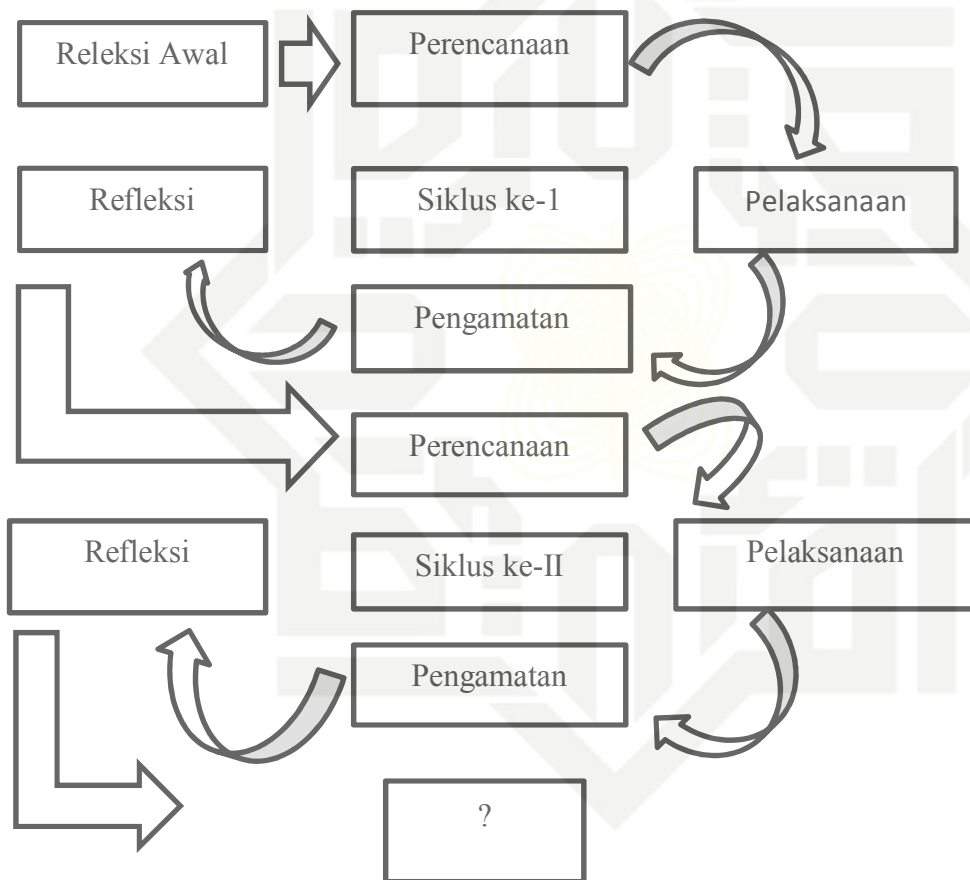 Releksi Awal
Perencanaan
Refleksi
Siklus ke-1
Pelaksanaan
Pengamatan
Perencanaan
Refleksi
Siklus ke-II
Pelaksanaan
Pengamatan
?